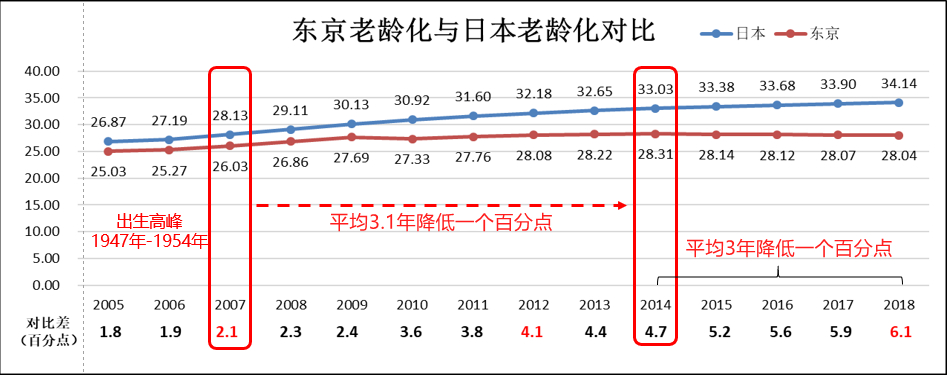 东京老龄化与日本老龄化对比
日本 东京
40.00
35.00
30.00
25.00
20.00
15.00
10.00
5.00
0.00
26.87 27.19 28.13 29.11 30.13 30.92 31.60 32.18 32.65 33.03 33.38 33.68 33.90 34.14
25.03 25.27 26.03 26.86 27.69 27.33 27.76 28.08 28.22 28.31 28.14 28.12 28.07 28.04
出生高峰
1947年-1954年
平均3.1年降低一个百分点
平均3年降低一个百分点
2005 2006 2007 2008 2009 2010 2011 2012 2013 2014 2015 2016 2017 2018
对比差
（百分点）
1.8 1.9 2.1 2.3 2.4 3.6 3.8 4.1 4.4 4.7 5.2 5.6 5.9 6.1